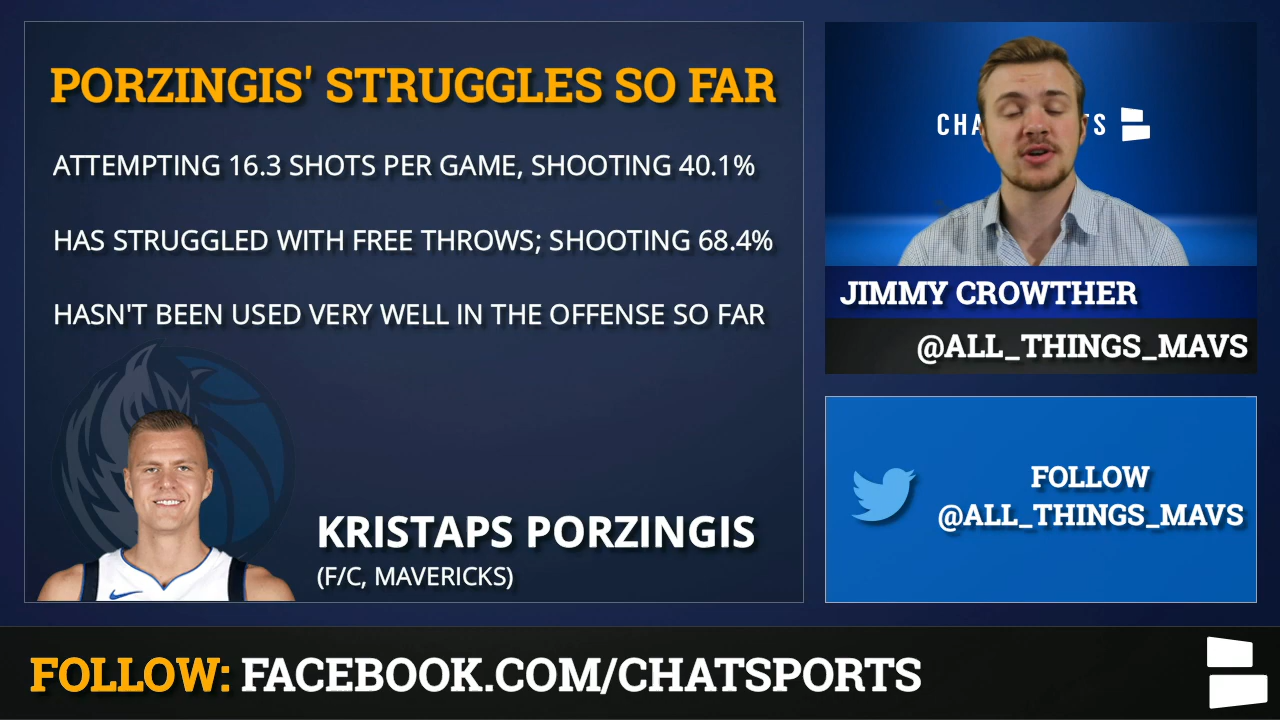 PORZINGIS' STRUGGLES SO FAR
ATTEMPTING 16.3 SHOTS PER GAME, SHOOTING 40.1%
HAS STRUGGLED WITH FREE THROWS; SHOOTING 68.4%
HASN'T BEEN USED VERY WELL IN THE OFFENSE SO FAR
KRISTAPS PORZINGIS
(F/C, MAVERICKS)
JIMMY CROWTHER
@ALL_THINGS_MAVS
FOLLOW
@ALL_THINGS_MAVS
FOLLOW: FACEBOOK.COM/CHATSPORTS